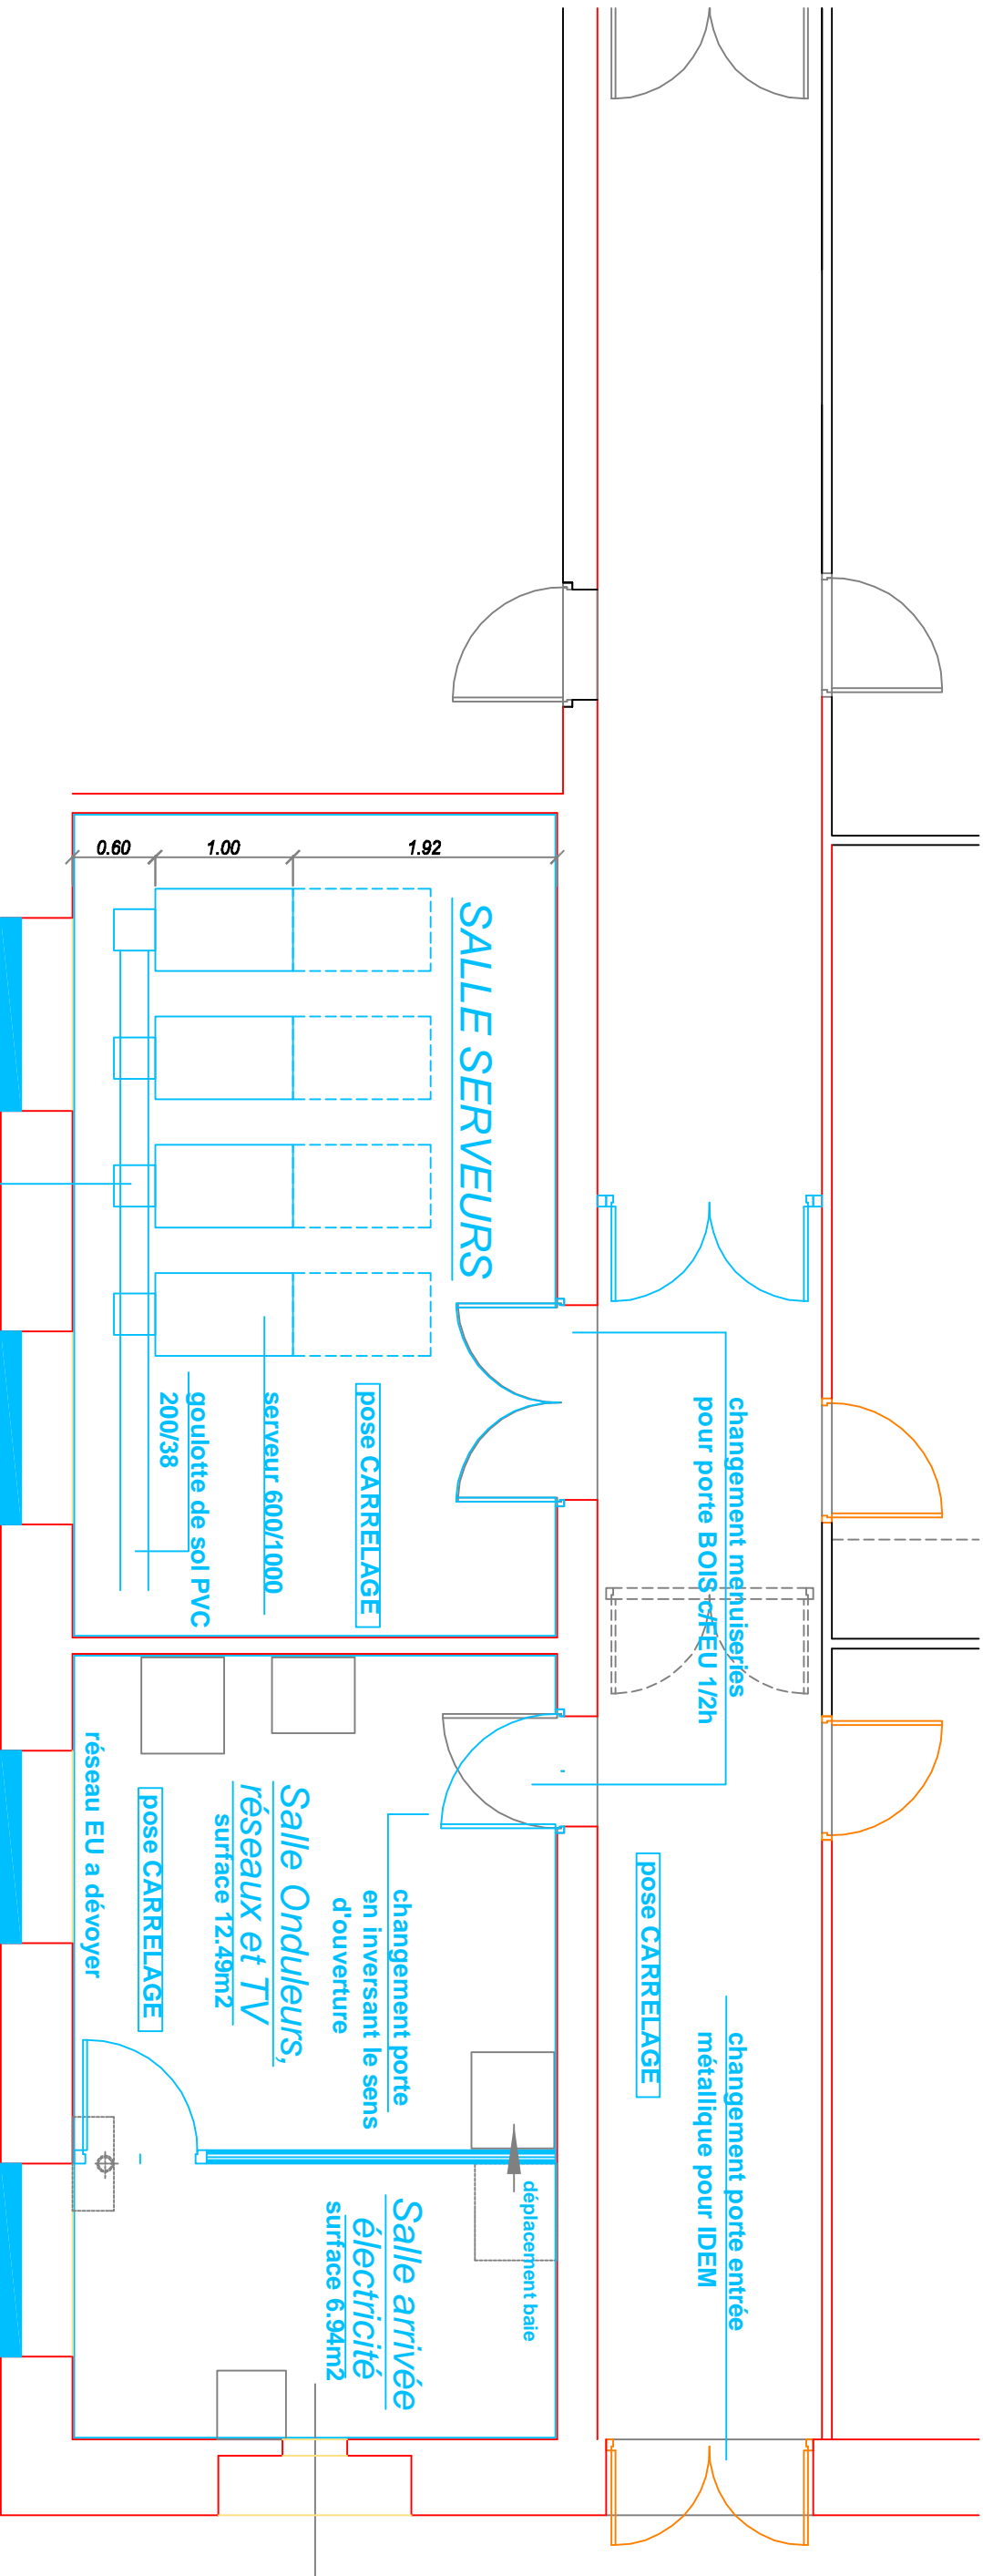 0.60
1.00
1.92
SALLE SERVEURS
pose CARRELAGE
serveur 600/1000
goulotte de sol PVC
200/38
changement menuiseries
pour porte BOIS c/FEU 1/2h
pose CARRELAGE
changement porte entrée
métallique pour IDEM
changement porte
en inversant le sens
d'ouverture
Salle Onduleurs,
réseaux et TV
surface 12.49m2
pose CARRELAGE
réseau EU a dévoyer
déplacement baie
Salle arrivée
électricité
surface 6.94m2